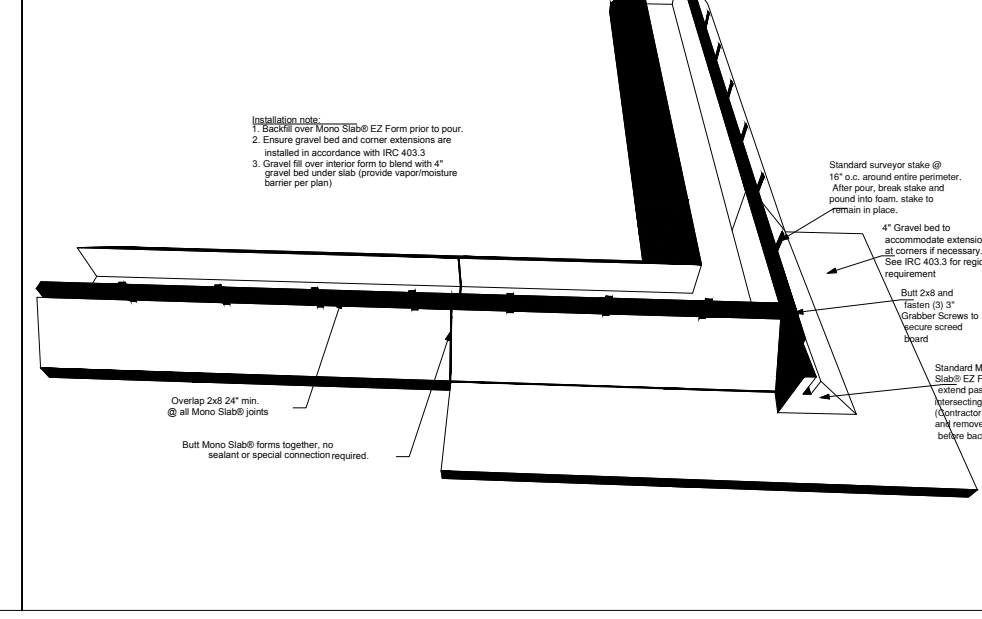 Installation note:
1. Backfill over Mono Slab® EZ Form prior to pour.
2. Ensure gravel bed and corner extensions are
installed in accordance with IRC 403.3
3. Gravel fill over interior form to blend with 4"
gravel bed under slab (provide vapor/moisture
barrier per plan)
Standard surveyor stake @
16" o.c. around entire perimeter.
After pour, break stake and
pound into foam. stake to
remain in place.
4" Gravel bed to
accommodate extensio
at corners if necessary.
See IRC 403.3 for regio
requirement
Butt 2x8 and
fasten (3) 3"
Grabber Screws to
secure screed
board
Standard M
Slab® EZ F
extend pas
intersecting
(Contractor
and remove
before bac
Overlap 2x8 24" min.
@ all Mono Slab® joints
Butt Mono Slab® forms together, no
sealant or special connection required.